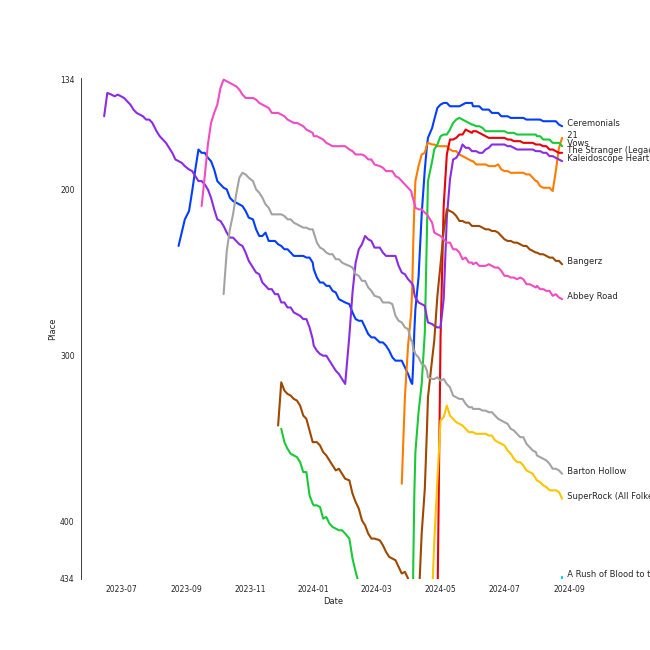 134
200
300
400
434
Place
2023-07
2023-09
2023-11
2024-01
2024-03
2024-05
2024-07
2024-09
Date
Ceremonials
21
Vows
The Stranger (Legac
Kaleidoscope Heart
Bangerz
Abbey Road
Barton Hollow
SuperRock (All Folke
A Rush of Blood to t